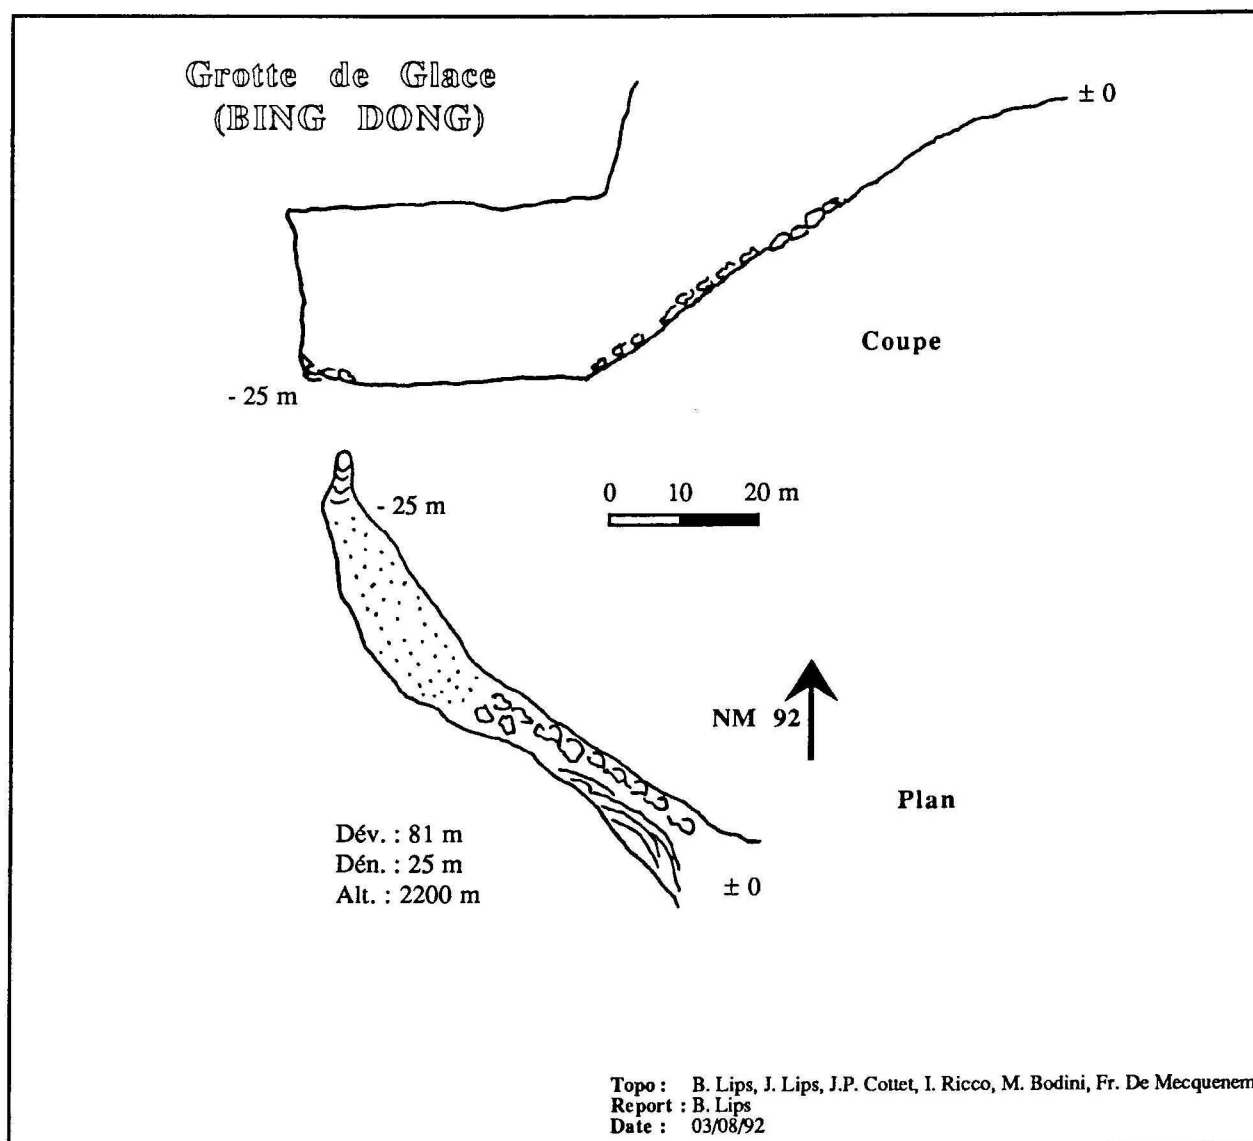 Grotte de Glace
(BING DONG)
± 0
Coupe
- 25 m
- 25 m
0 10 20 m
NM 92
Plan
Dév. : 81 m
Dén. : 25 m
Alt. : 2200 m
± 0
Topo : B. Lips, J. Lips, J.P. Cottet, I. Ricco, M. Bodini, Fr. De Mecquenem
Report : B. Lips
Date : 03/08/92